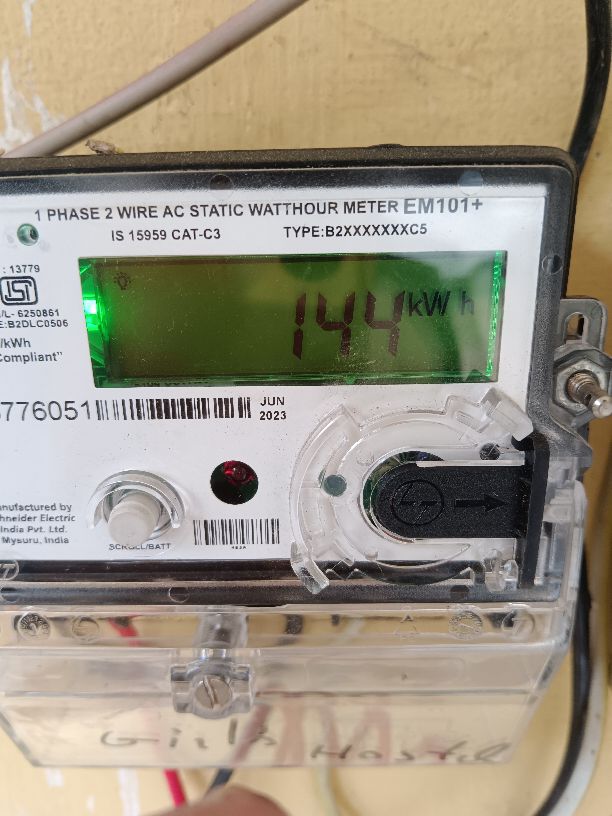 1 PHASE 2 WIRE AC STATIC WATTHOUR METER EM101+
IS 15959 CAT-C3 TYPE:B2XXXXXXXC5
: 13779
/L- 6250861
E:B2DLC0506
/kWh
Compliant"
144 kW h
776051
JUN
2023
anufactured by
hneider Electric
India Pvt. Ltd.
Mysuru, India
SCROLL/BATT
Girls Hostel